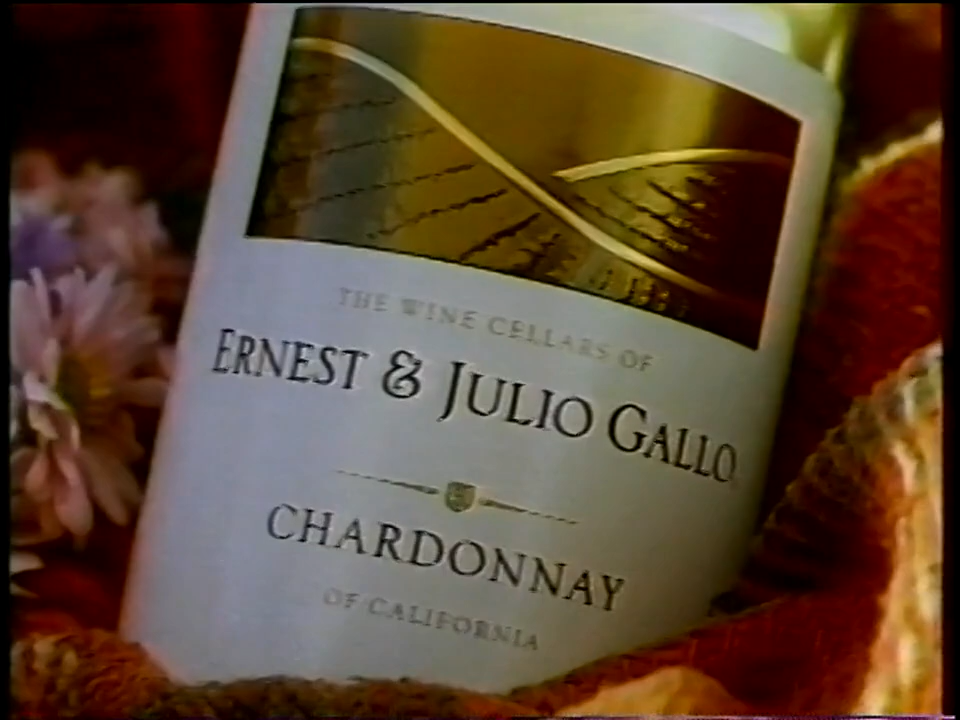 THE WINE CELLARS OF
ERNEST & JULIO GALLO
CHARDONNAY
OF CALIFORNIA